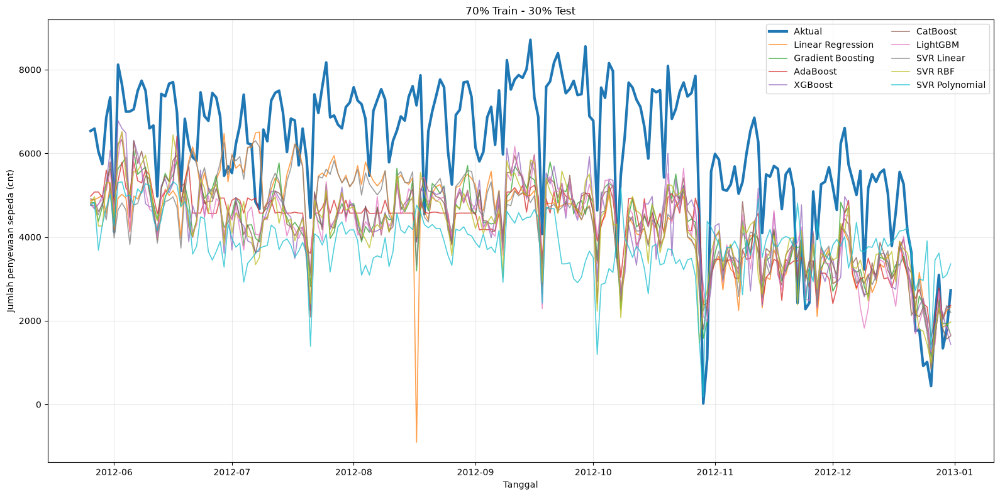 70% Train - 30% Test
Jumlah penyewaan sepeda (cnt)
8000
6000
4000
2000
0
Aktual
Linear Regression
Gradient Boosting
AdaBoost
XGBoost
CatBoost
LightGBM
SVR Linear
SVR RBF
SVR Polynomial
2012-06
2012-07
2012-08
2012-09
2012-10
2012-11
2012-12
2013-01
Tanggal